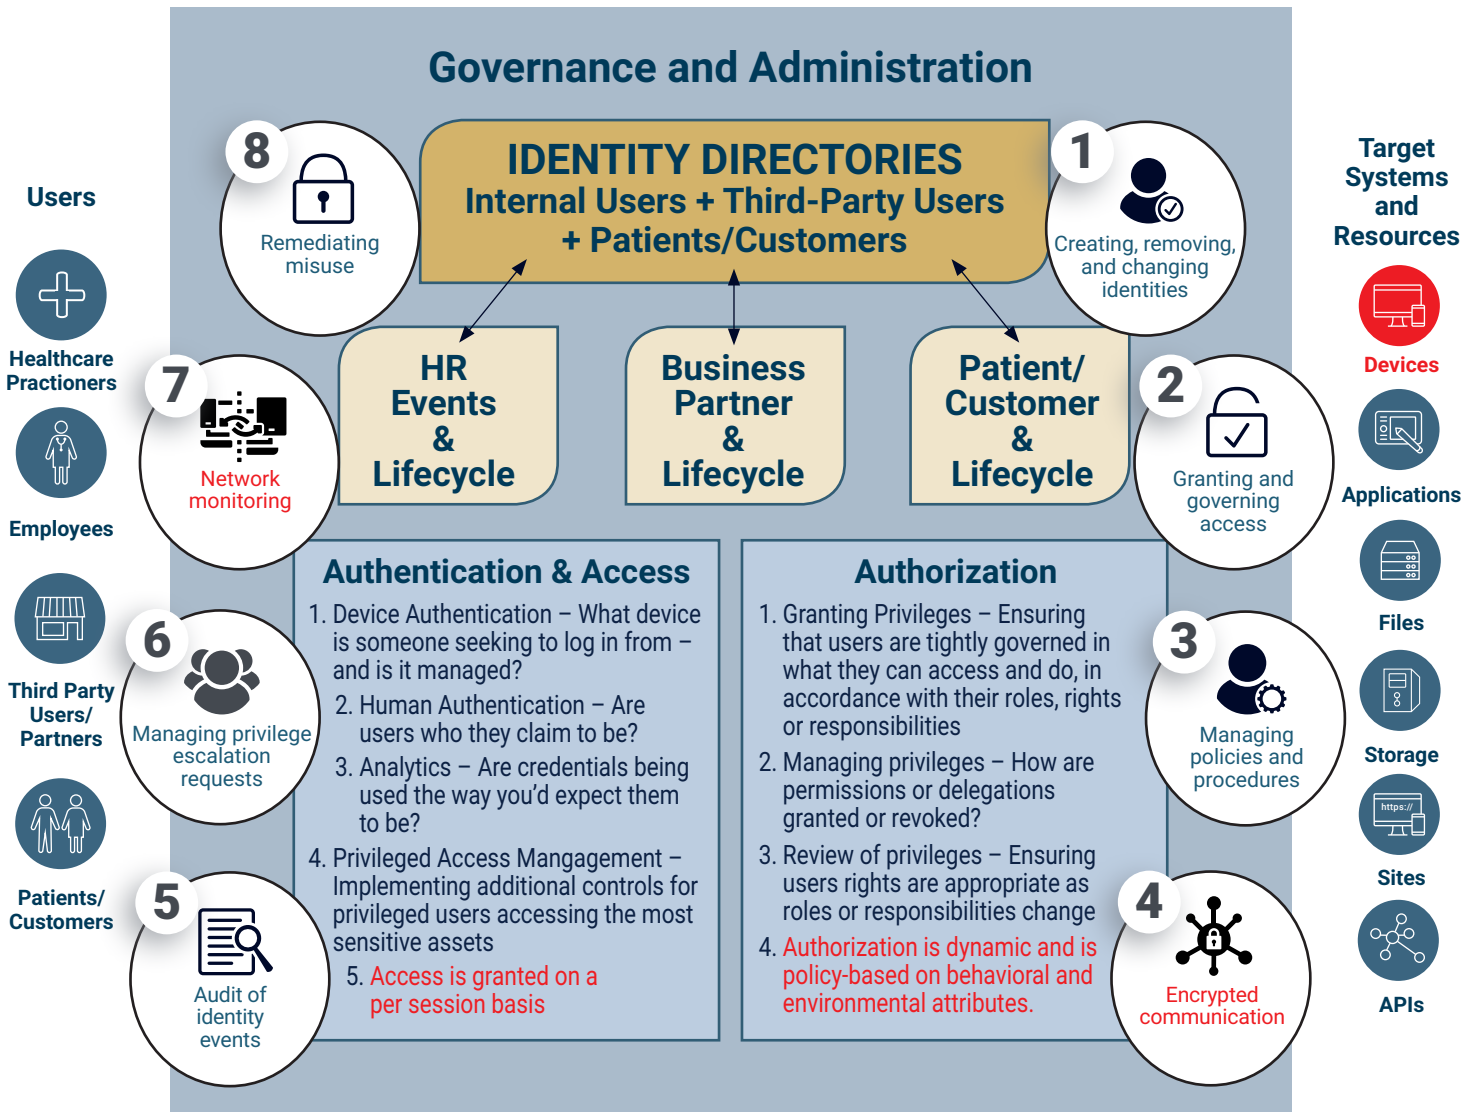 Governance and Administration
Users
Healthcare
Practioners
Employees
Third Party
Users/
Partners
Patients/
Customers
8
Remediating
misuse
IDENTITY DIRECTORIES
Internal Users + Third-Party Users
+ Patients/Customers
1
Creating, removing,
and changing
identities
HR
Events
&
Lifecycle
Business
Partner
&
Lifecycle
Patient/
Customer
&
Lifecycle
7
Network
monitoring
2
Granting and
governing
access
6
Managing privilege
escalation
requests
3
Managing
policies and
procedures
5
Audit of
identity
events
4
Encrypted
communication
Authentication & Access
1. Device Authentication – What device
is someone seeking to log in from –
and is it managed?
2. Human Authentication – Are
users who they claim to be?
3. Analytics – Are credentials being
used the way you’d expect them
to be?
4. Privileged Access Mangagement –
Implementing additional controls for
privileged users accessing the most
sensitive assets
5. Access is granted on a
per session basis
Authorization
1. Granting Privileges – Ensuring
that users are tightly governed in
what they can access and do, in
accordance with their roles, rights
or responsibilities
2. Managing privileges – How are
permissions or delegations
granted or revoked?
3. Review of privileges – Ensuring
users rights are appropriate as
roles or responsibilities change
4. Authorization is dynamic and is
policy-based on behavioral and
environmental attributes.
Target
Systems
and
Resources
Devices
Applications
Files
Storage
https://
Sites
APIs